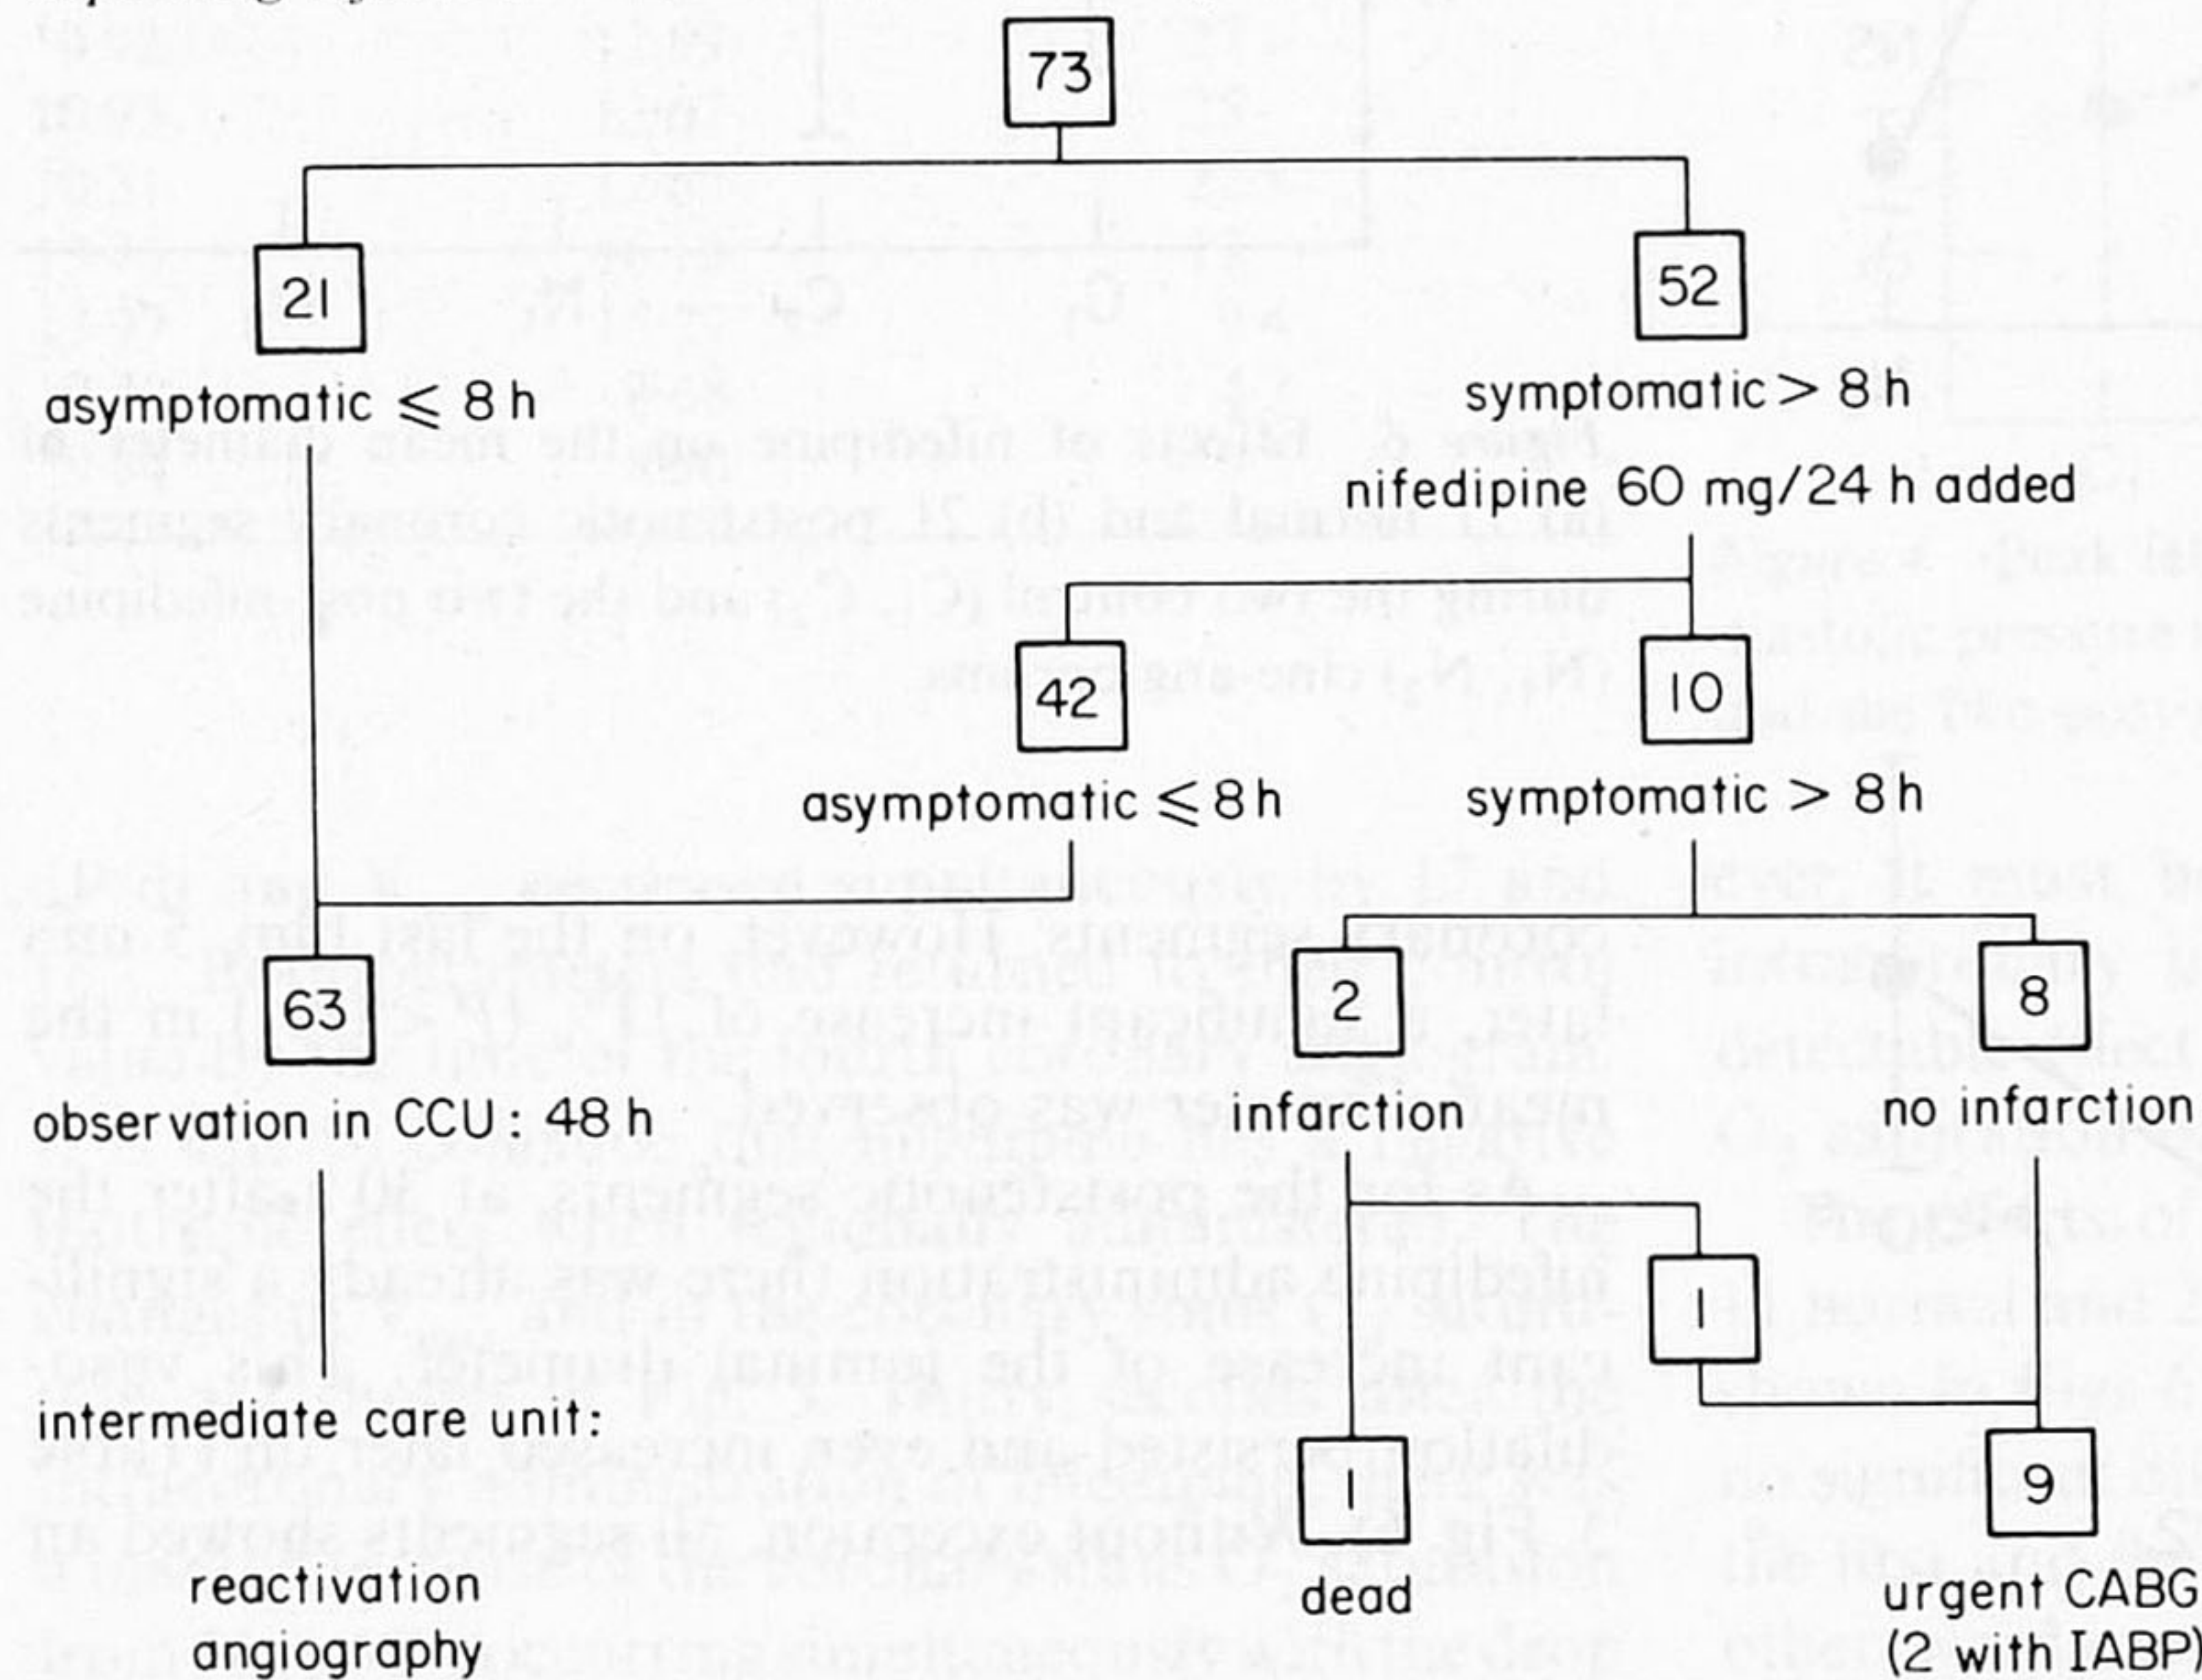 73
21
52
asymptomatic ⩽ 8 h
symptomatic > 8 h
nifedipine 60 mg/24 h added
42
10
asymptomatic ⩽ 8 h
symptomatic > 8 h
63
2
8
observation in CCU: 48 h
infarction
no infarction
1
intermediate care unit:
1
9
reactivation
angiography
dead
urgent CABG
(2 with IABP)